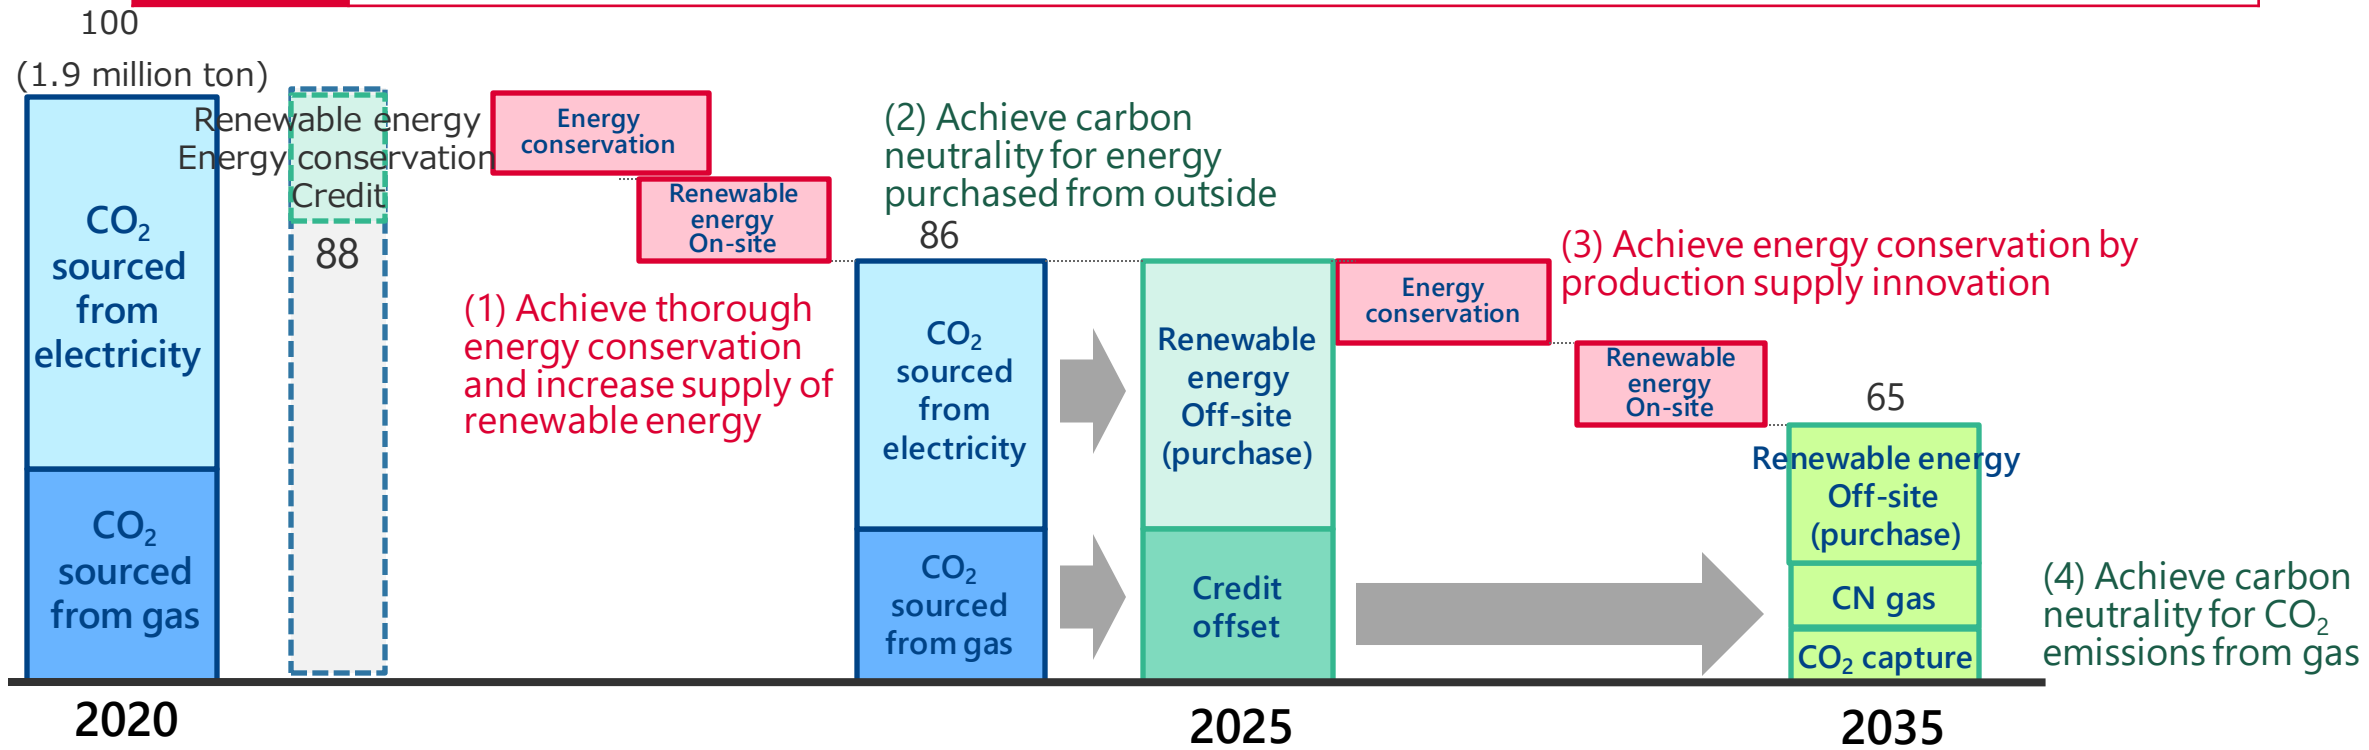 100
(1.9 million ton)
CO₂
sourced
from
electricity
CO₂
sourced
from gas
2020
Renewable energy
Energy conservation
Credit
88
Energy
conservation
Renewable
energy
On-site
(1) Achieve thorough
energy conservation
and increase supply of
renewable energy
(2) Achieve carbon
neutrality for energy
purchased from outside
86
CO₂
sourced
from
electricity
CO₂
sourced
from gas
Renewable
energy
Off-site
(purchase)
Credit
offset
2025
Energy
conservation
Renewable
energy
On-site
(3) Achieve energy conservation by
production supply innovation
65
Renewable energy
Off-site
(purchase)
CN gas
CO₂ capture
2035
(4) Achieve carbon
neutrality for CO₂
emissions from gas